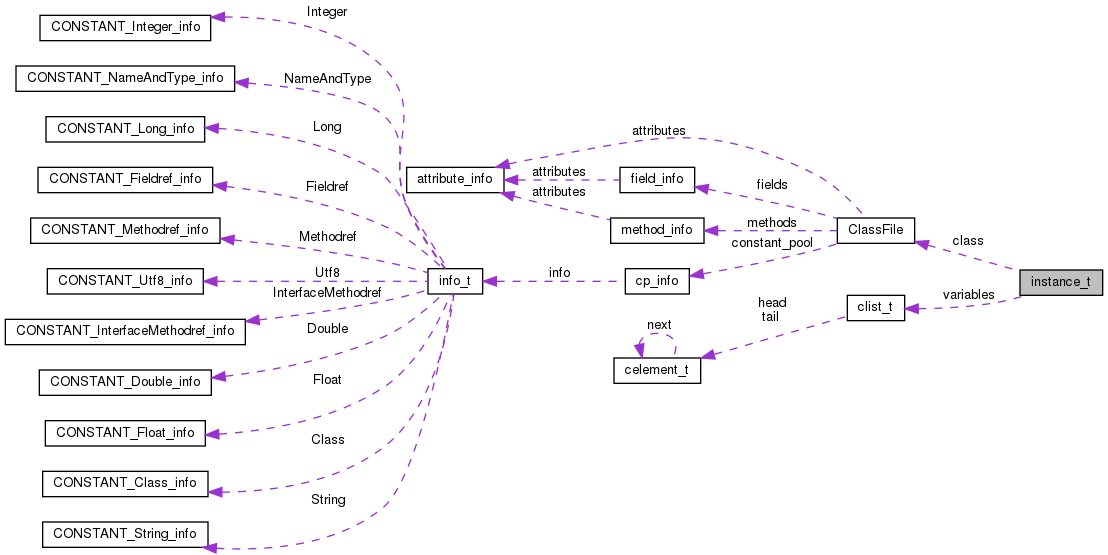 Integer
CONSTANT_Integer_info
NameAndType
CONSTANT_NameAndType_info
Long
CONSTANT_Long_info
Fieldref
CONSTANT_Fieldref_info
Methodref
CONSTANT_Methodref_info
Utf8
CONSTANT_Utf8_info
InterfaceMethodref
CONSTANT_InterfaceMethodref_info
Double
CONSTANT_Double_info
Float
CONSTANT_Float_info
Class
CONSTANT_Class_info
String
CONSTANT_String_info
info_t
info
cp_info
attribute_info
attributes
attributes
attributes
field_info
method_info
fields
methods
constant_pool
ClassFile
class
instance_t
variables
clist_t
head
tail
next
celement_t